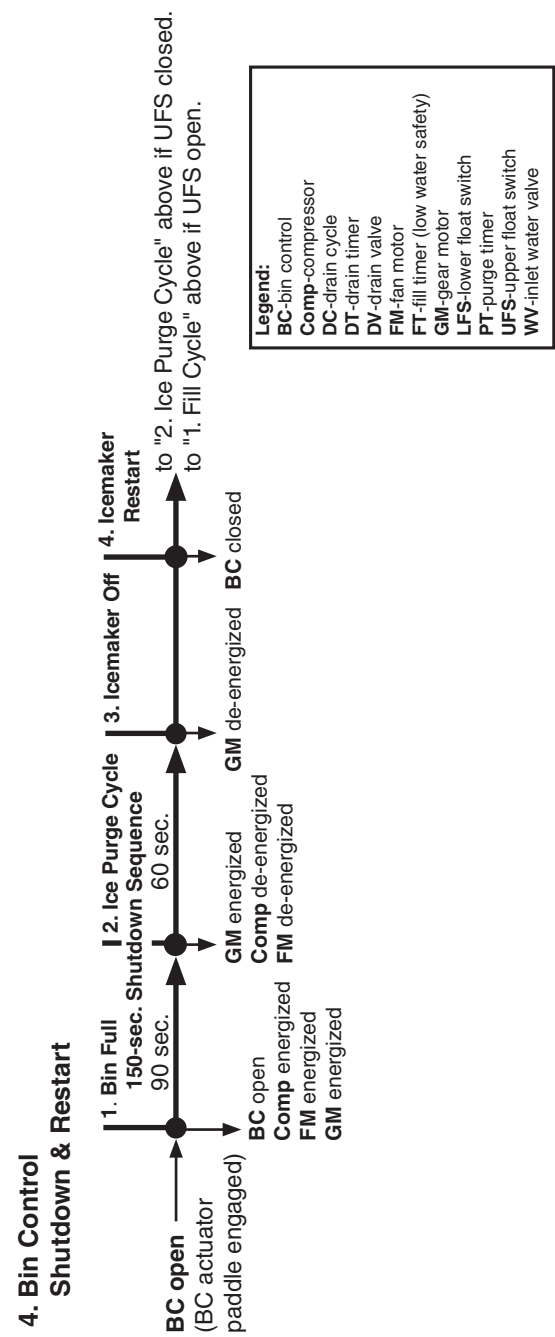 4. Bin Control
Shutdown & Restart
BC open
(BC actuator
paddle engaged)
1. Bin Full
150-sec. Shutdown Sequence
90 sec.
BC open
Comp energized
FM energized
GM energized
2. Ice Purge Cycle
60 sec.
GM energized
Comp de-energized
FM de-energized
3. Icemaker Off
GM de-energized
4. Icemaker
Restart
BC closed
to "2. Ice Purge Cycle" above if UFS closed.
to "1. Fill Cycle" above if UFS open.
Legend:
BC-bin control
Comp-compressor
DC-drain cycle
DT-drain timer
DV-drain valve
FM-fan motor
FT-fill timer (low water safety)
GM-gear motor
LFS-lower float switch
PT-purge timer
UFS-upper float switch
WV-inlet water valve